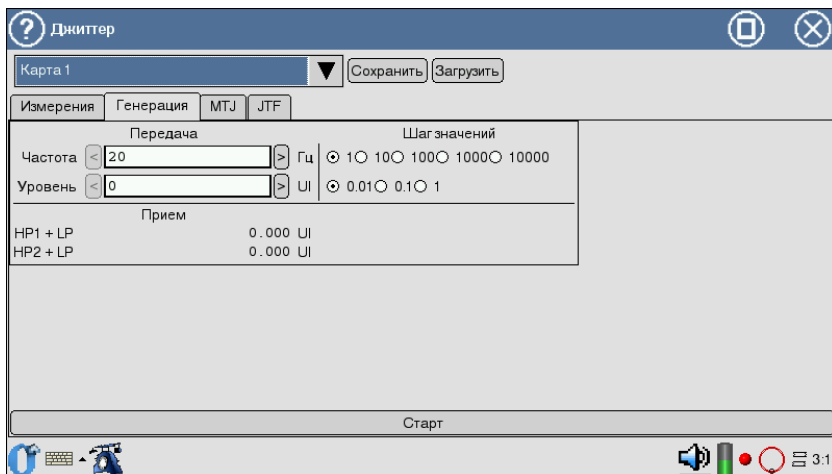 Джиттер
Карта 1 Сохранить Загрузить
Измерения Генерация MTJ JTF
Передача Шаг значений
Частота < 20 > Гц 1 10 100 1000 10000
Уровень < 0 > UI 0.01 0.1 1
Прием
HP1 + LP 0.000 UI
HP2 + LP 0.000 UI
Старт
3:1